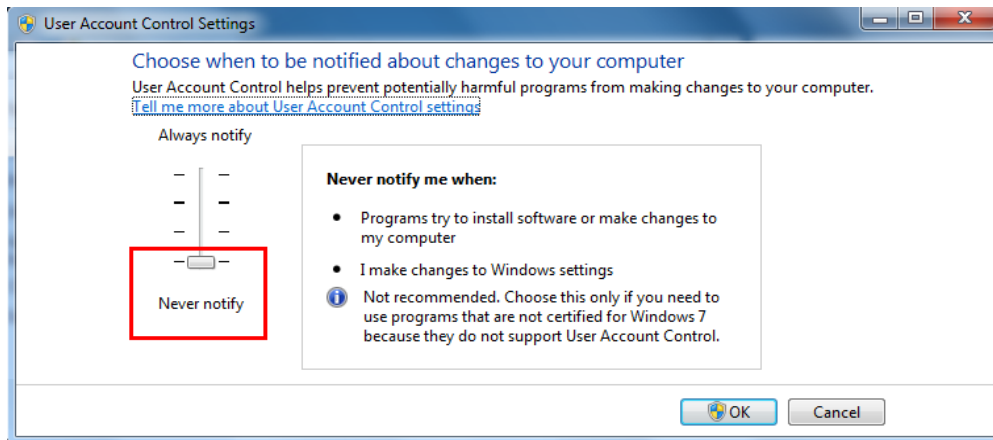 User Account Control Settings
Choose when to be notified about changes to your computer
User Account Control helps prevent potentially harmful programs from making changes to your computer.
Tell me more about User Account Control settings
Always notify
Never notify me when:
• Programs try to install software or make changes to
my computer
• I make changes to Windows settings
Not recommended. Choose this only if you need to
use programs that are not certified for Windows 7
because they do not support User Account Control.
Never notify
OK
Cancel